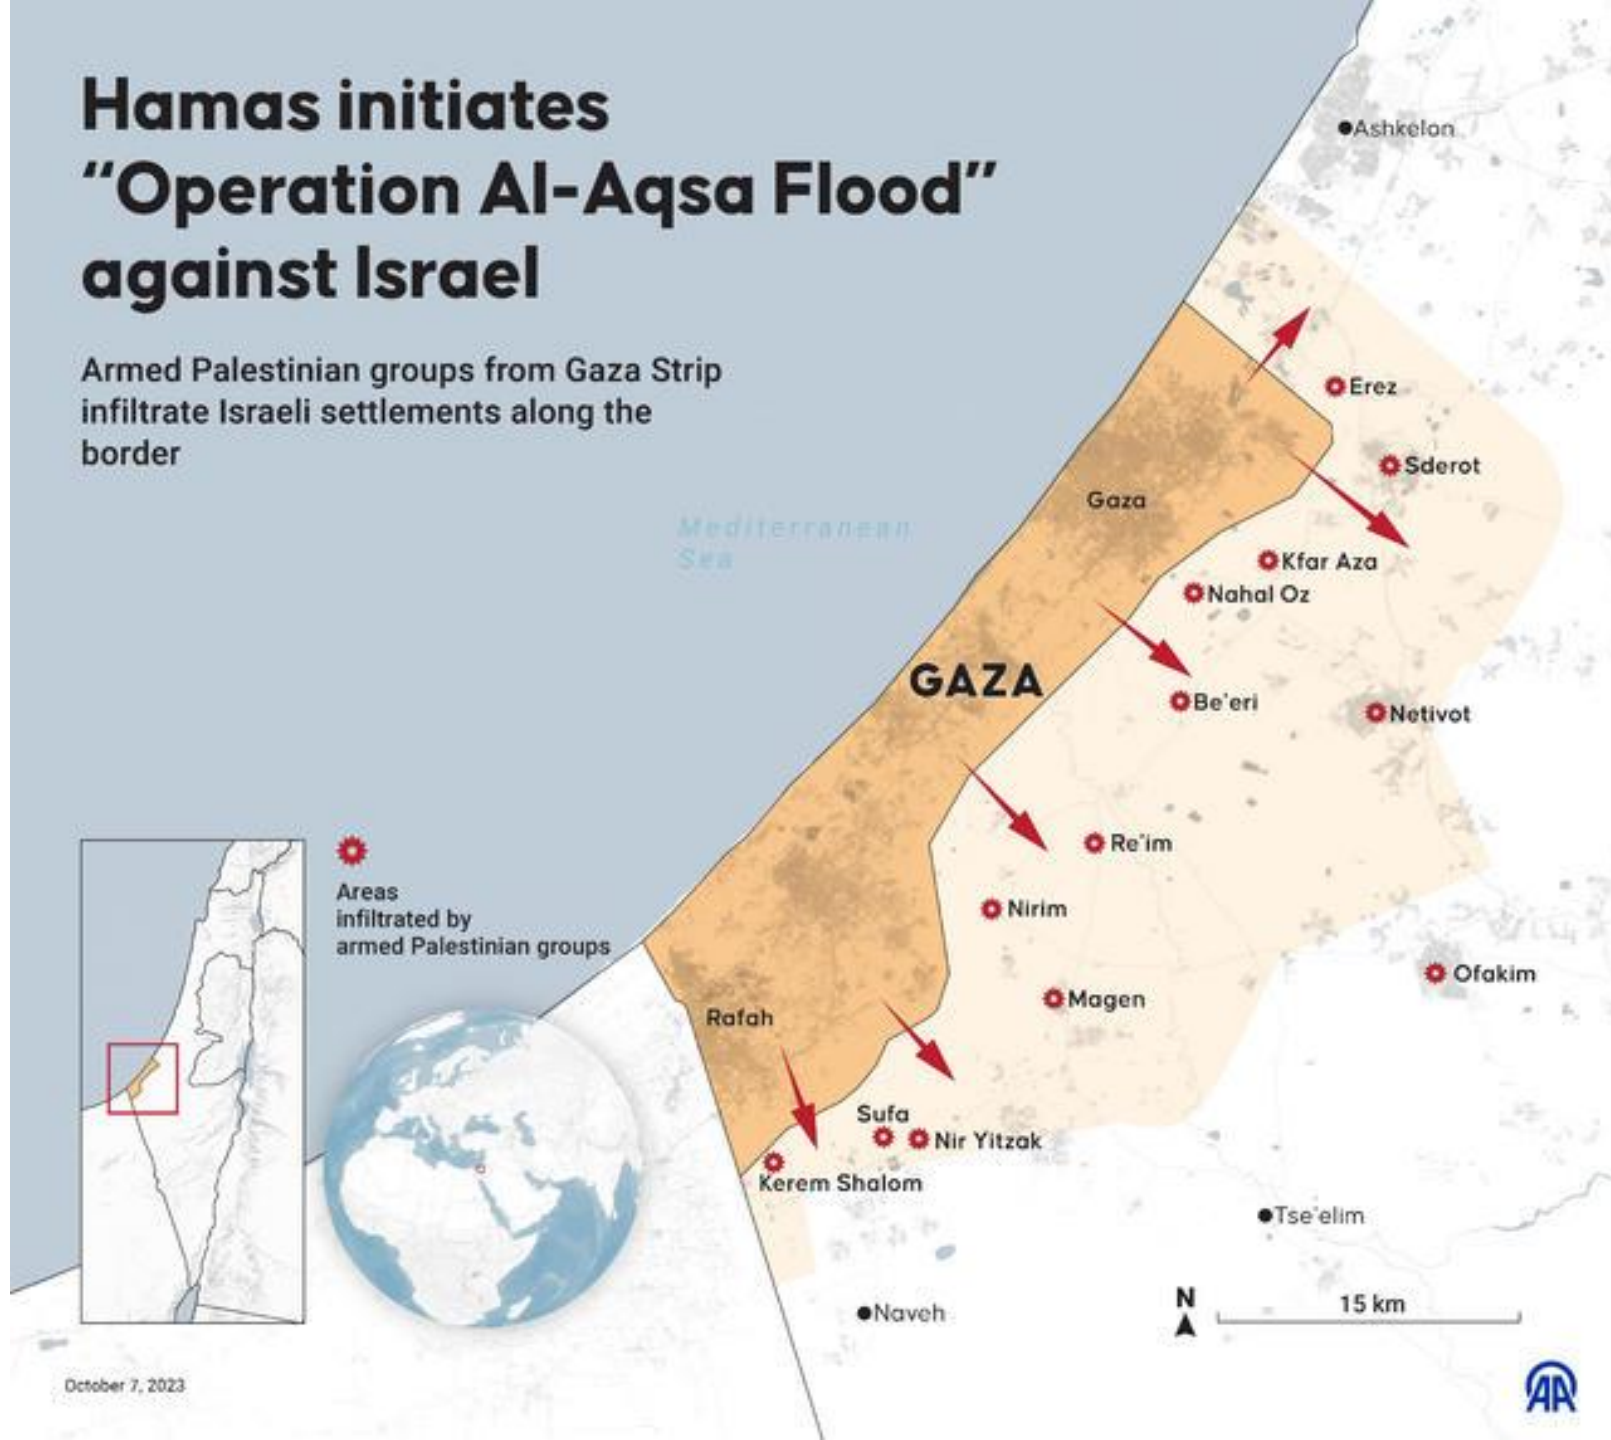 Hamas initiates
“Operation Al-Aqsa Flood”
against Israel
Armed Palestinian groups from Gaza Strip
infiltrate Israeli settlements along the
border
Mediterranean
Sea
Ashkelon
Erez
Sderot
Gaza
Kfar Aza
Nahal Oz
GAZA
Be'eri
Netivot
Re'im
Nirim
Ofakim
Magen
Rafah
Sufa
Nir Yitzak
Kerem Shalom
Tse'elim
Naveh
Areas
infiltrated by
armed Palestinian groups
N
15 km
October 7, 2023
AA